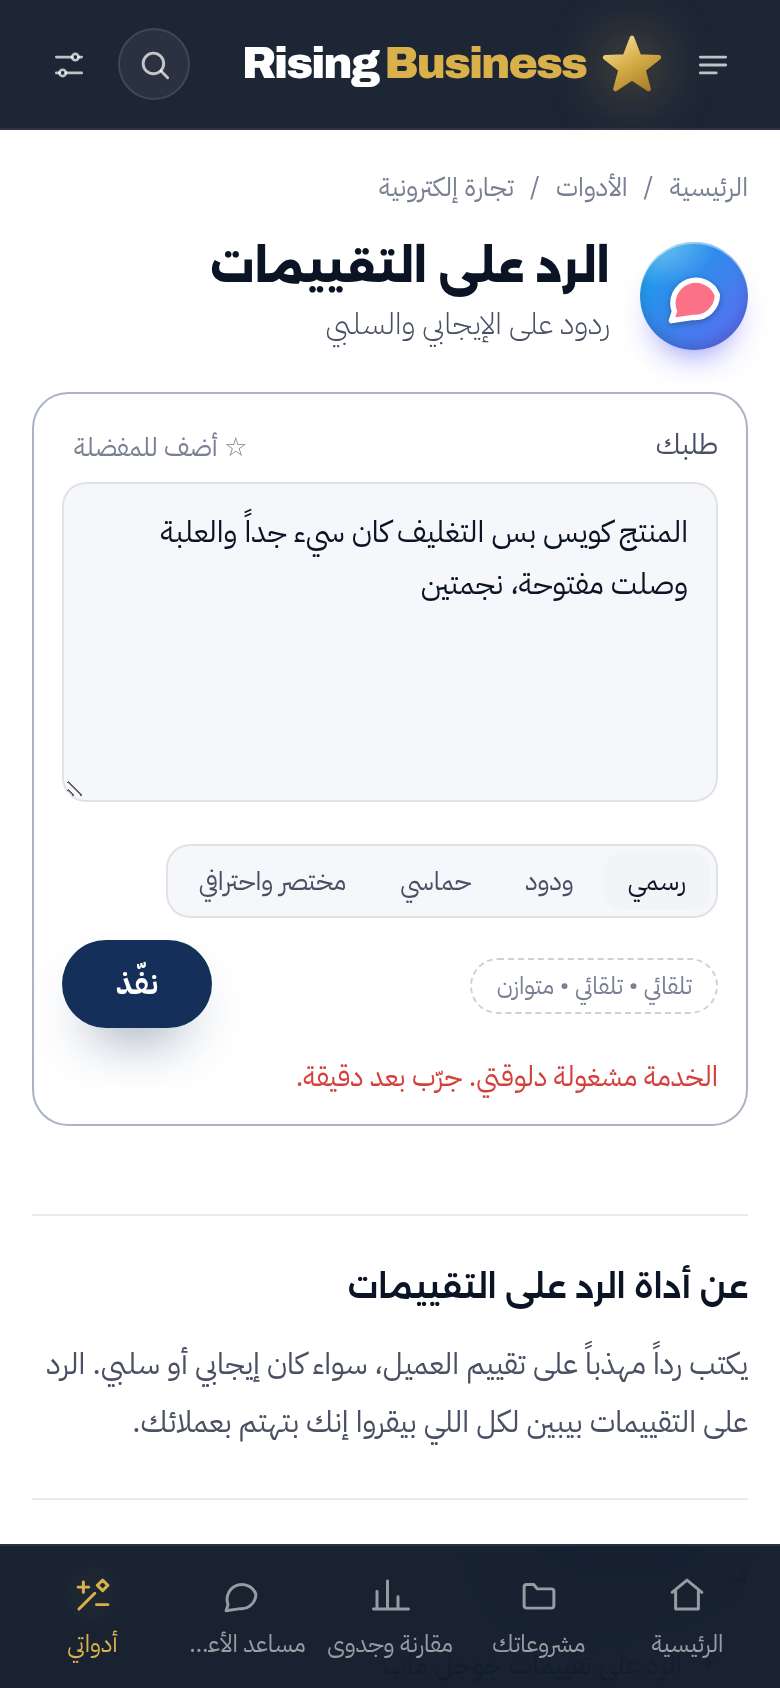 Rising Business
الرئيسية / الأدوات / تجارة إلكترونية
الرد على التقييمات
ردود على الإيجابي والسلبي
طلبك
☆ أضف للمفضلة
المنتج كويس بس التغليف كان سيء جداً والعلبة
وصلت مفتوحة، نجمتين
رسمي
ودود
حماسي
مختصر واحترافي
تلقائي • تلقائي • متوازن
نفّذ
الخدمة مشغولة دلوقتي. جرّب بعد دقيقة.
عن أداة الرد على التقييمات
يكتب رداً مهذباً على تقييم العميل، سواء كان إيجابي أو سلبي. الرد
على التقييمات بيبين لكل اللي بيقروا إنك بتهتم بعملائك.
الرئيسية
مشروعاتك
مقارنة وجدوى
مساعد الأع...
أدواتي